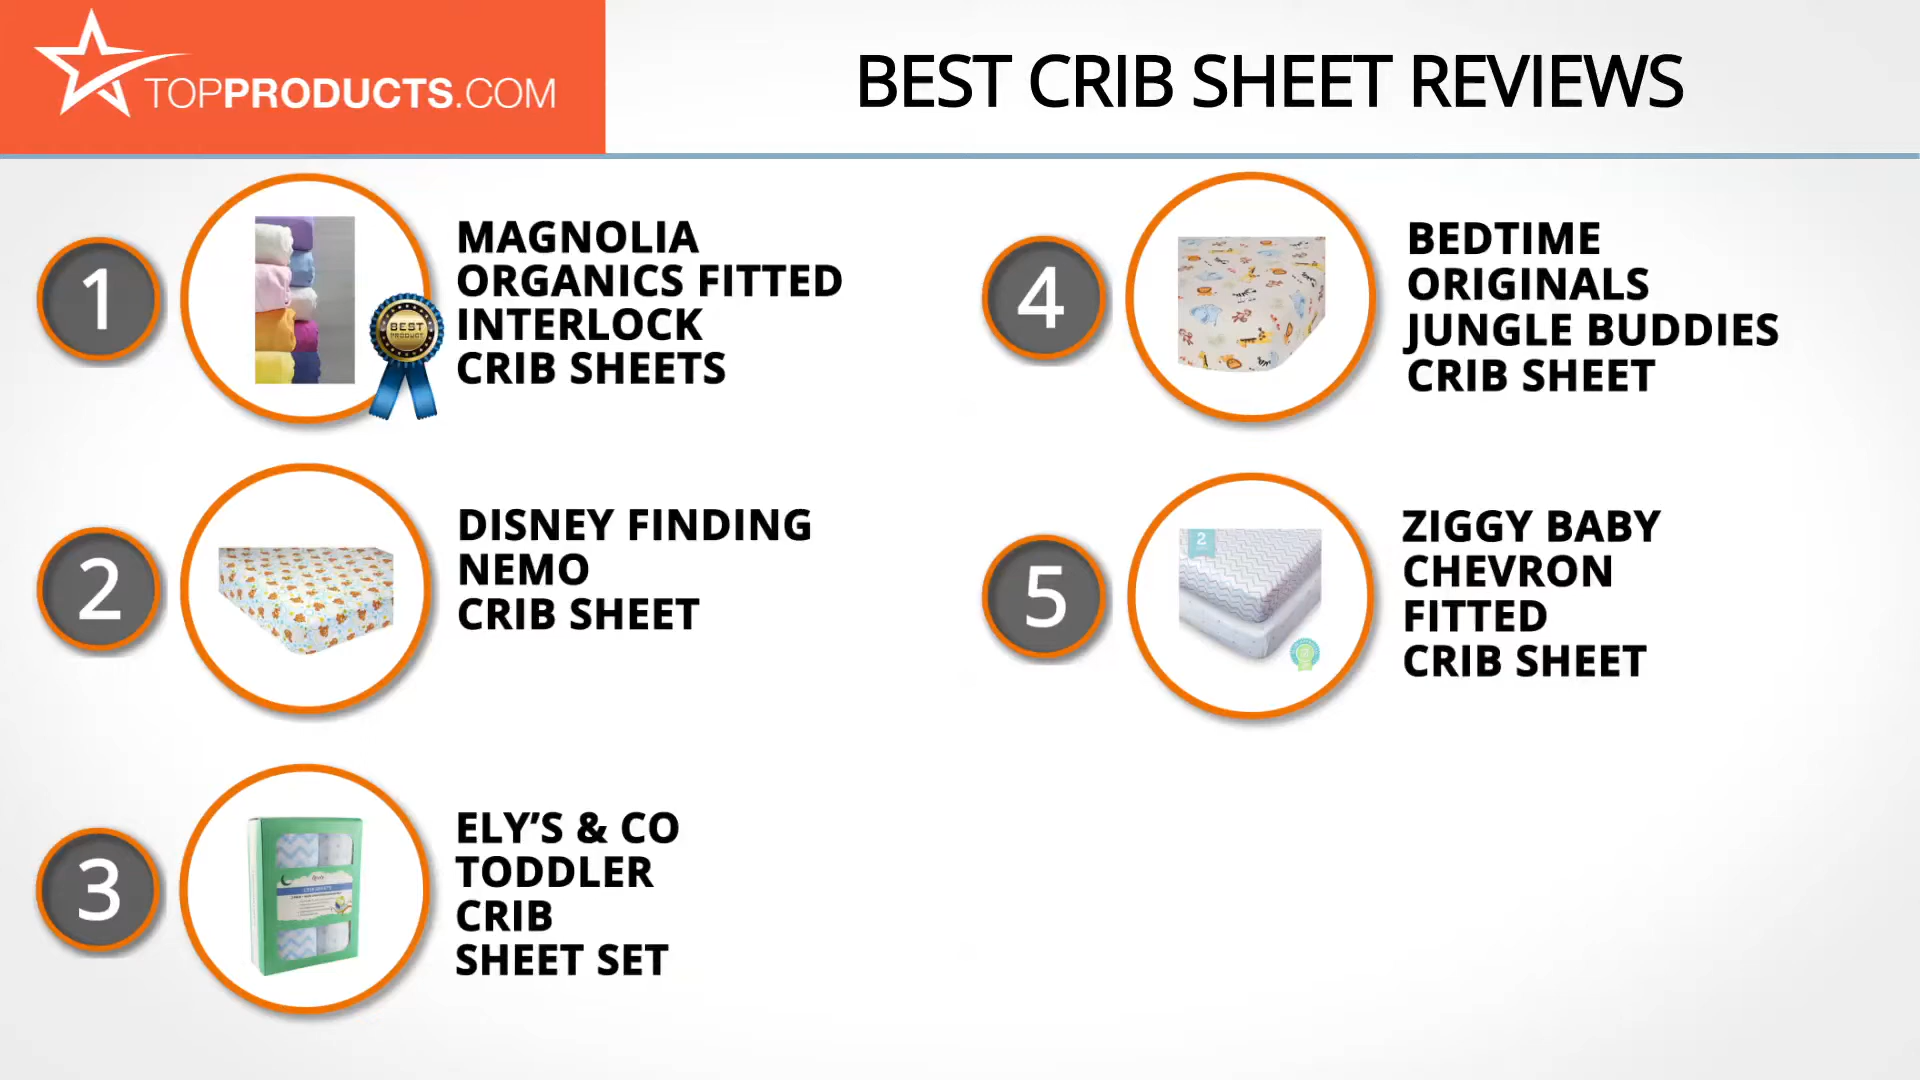 TOPPRODUCTS.COM
BEST CRIB SHEET REVIEWS
1
BEST
PRODUCT
MAGNOLIA
ORGANICS FITTED
INTERLOCK
CRIB SHEETS
2
DISNEY FINDING
NEMO
CRIB SHEET
3
ELY’S & CO
TODDLER
CRIB
SHEET SET
4
BEDTIME
ORIGINALS
JUNGLE BUDDIES
CRIB SHEET
5
2
ZIGGY BABY
CHEVRON
FITTED
CRIB SHEET